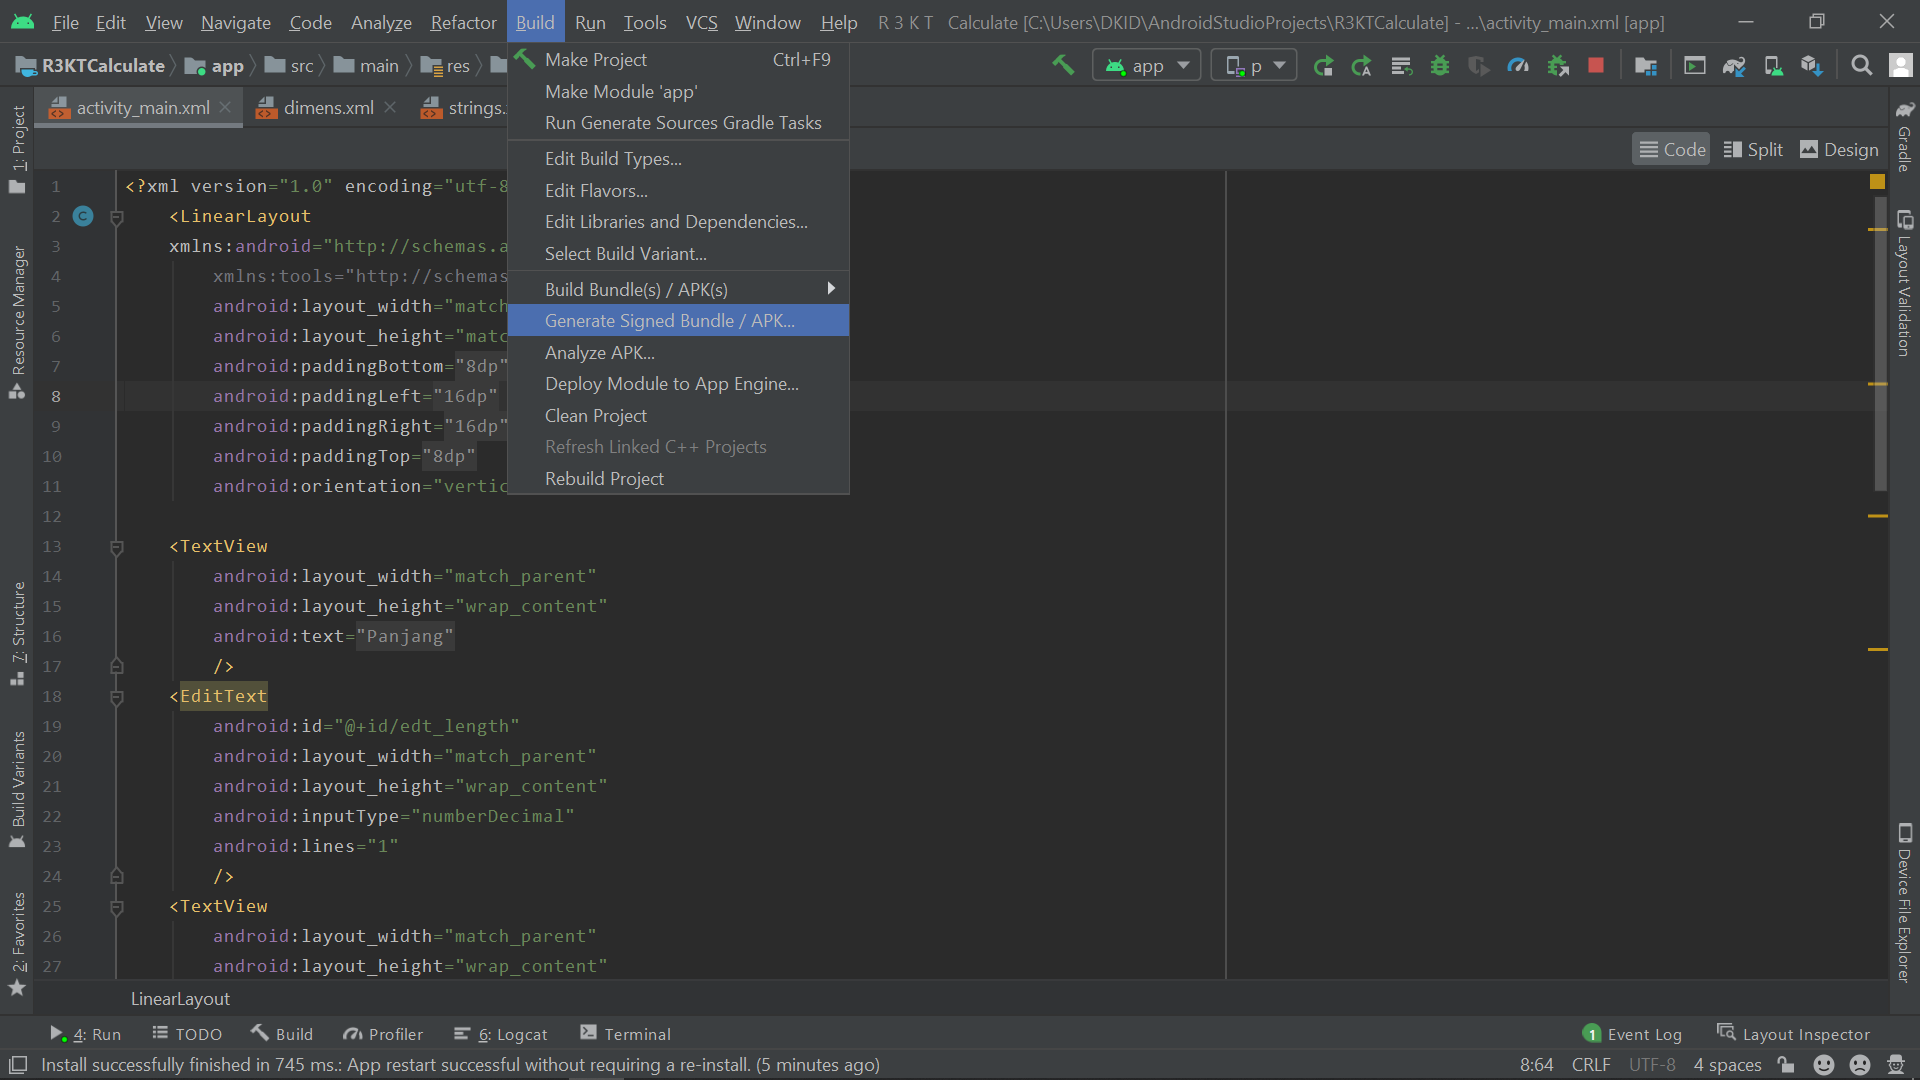 File Edit View Navigate Code Analyze Refactor Build Run Tools VCS Window Help R 3 K T Calculate [C:\Users\DKID\AndroidStudioProjects\R3KTCalculate] - ...\activity_main.xml [app]
R3KTCalculate app src main res
app p
activity_main.xml dimens.xml strings.
Make Project Ctrl+F9
Make Module 'app'
Run Generate Sources Gradle Tasks
Edit Build Types...
Edit Flavors...
Edit Libraries and Dependencies...
Select Build Variant...
Build Bundle(s) / APK(s)
Generate Signed Bundle / APK...
Analyze APK...
Deploy Module to App Engine...
Clean Project
Refresh Linked C++ Projects
Rebuild Project
Code Split Design
1: Project
Resource Manager
7: Structure
Build Variants
2: Favorites
1 <?xml version="1.0" encoding="utf-8
2 C <LinearLayout
3 xmlns:android="http://schemas.a
4 xmlns:tools="http://schemas
5 android:layout_width="match
6 android:layout_height="matc
7 android:paddingBottom="8dp"
8 android:paddingLeft="16dp"
9 android:paddingRight="16dp"
10 android:paddingTop="8dp"
11 android:orientation="vertic
12
13 <TextView
14 android:layout_width="match_parent"
15 android:layout_height="wrap_content"
16 android:text="Panjang"
17 />
18 <EditText
19 android:id="@+id/edt_length"
20 android:layout_width="match_parent"
21 android:layout_height="wrap_content"
22 android:inputType="numberDecimal"
23 android:lines="1"
24 />
25 <TextView
26 android:layout_width="match_parent"
27 android:layout_height="wrap_content"
Gradle
Layout Validation
Device File Explorer
LinearLayout
4: Run TODO Build Profiler 6: Logcat Terminal 1 Event Log Layout Inspector
Install successfully finished in 745 ms.: App restart successful without requiring a re-install. (5 minutes ago) 8:64 CRLF UTF-8 4 spaces